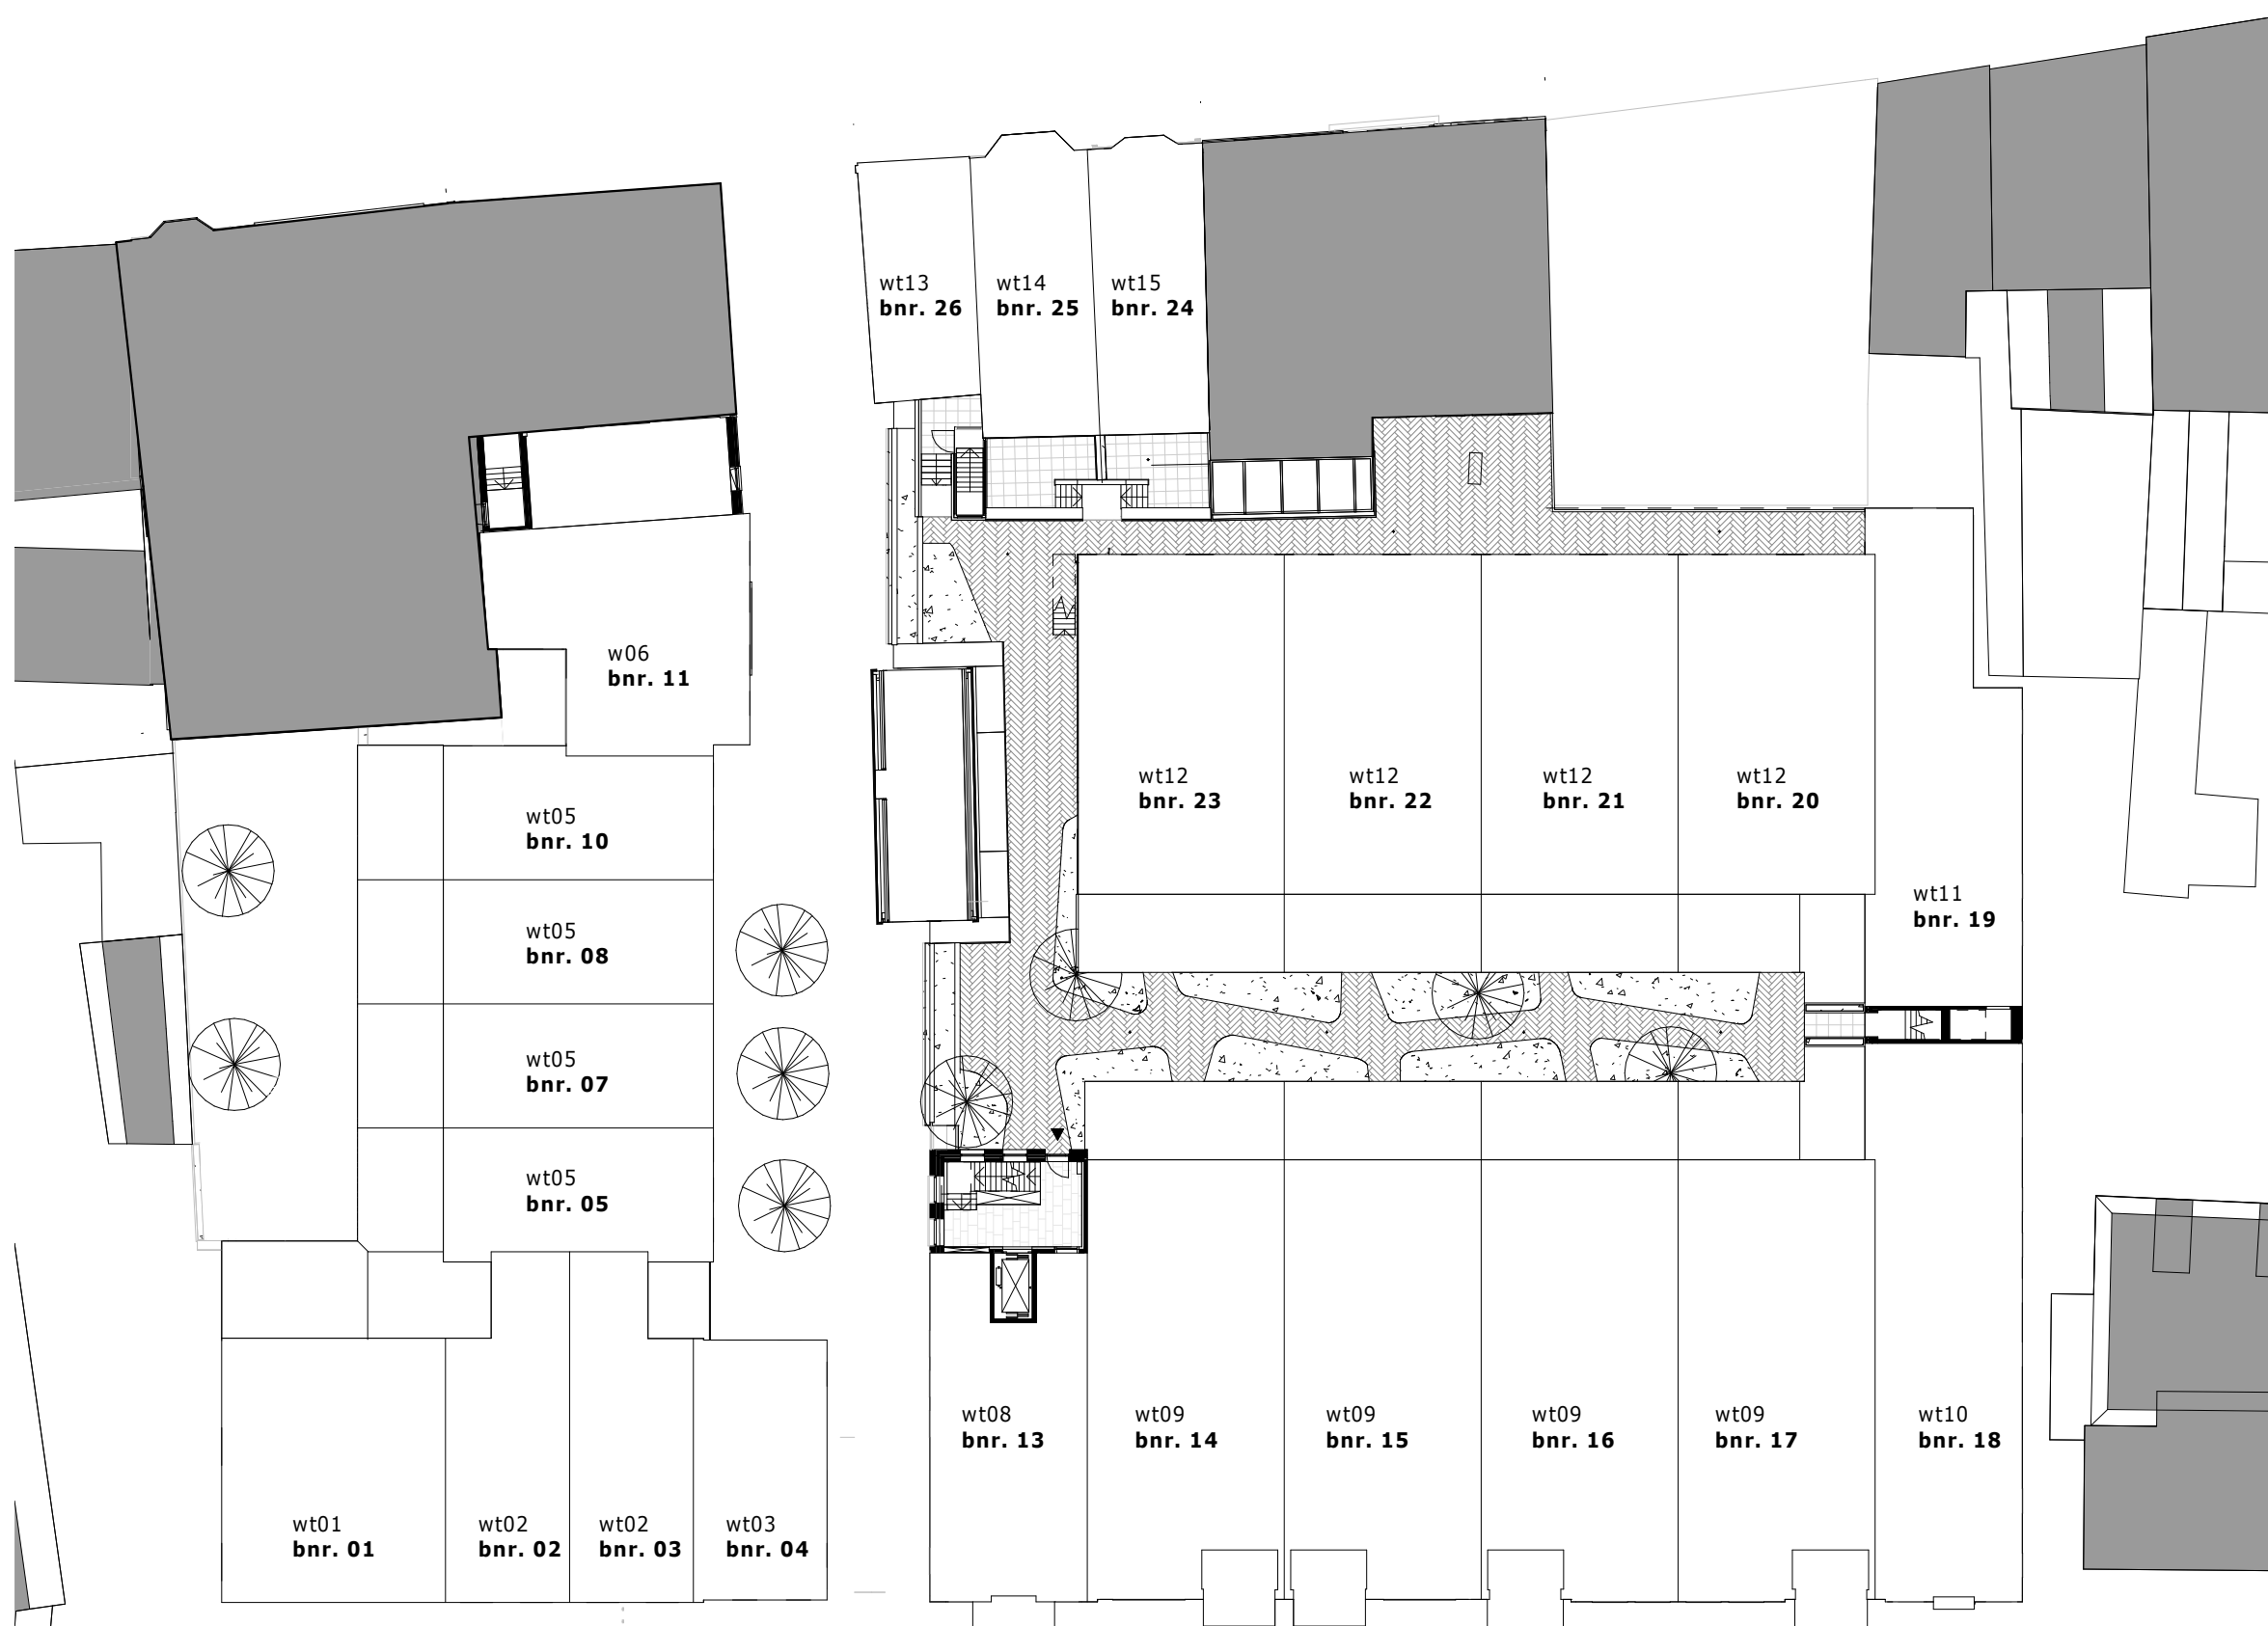 wt13
bnr. 26
wt14
bnr. 25
wt15
bnr. 24
w06
bnr. 11
wt05
bnr. 10
wt05
bnr. 08
wt05
bnr. 07
wt05
bnr. 05
wt12
bnr. 23
wt12
bnr. 22
wt12
bnr. 21
wt12
bnr. 20
wt11
bnr. 19
wt01
bnr. 01
wt02
bnr. 02
wt02
bnr. 03
wt03
bnr. 04
wt08
bnr. 13
wt09
bnr. 14
wt09
bnr. 15
wt09
bnr. 16
wt09
bnr. 17
wt10
bnr. 18